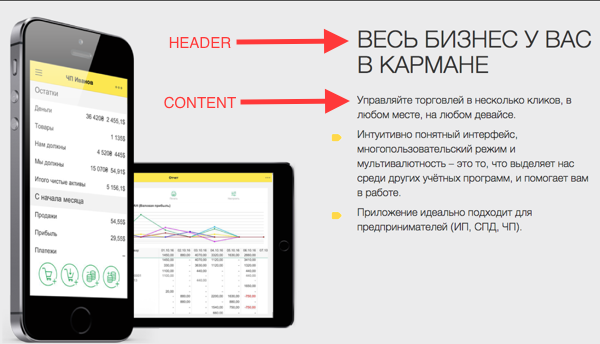 HEADER
ВЕСЬ БИЗНЕС У ВАС
В КАРМАНЕ
CONTENT
Управляйте торговлей в несколько кликов, в
любом месте, на любом девайсе.
Интуитивно понятный интерфейс,
многопользовательский режим и
мультивалютность – это то, что выделяет нас
среди других учётных программ, и помогает вам
в работе.
Приложение идеально подходит для
предпринимателей (ИП, СПД, ЧП).
ЧП Иванов
Остатки
Деньги 36 420₴ 2 455,1$
Товары 1 135$
Нам должны 4 520₴ 445$
Мы должны 15 070₴ 54,91$
Итого чистые активы 5 156,1$
С начала месяца
Продажи 54,55$
Прибыль 29,55$
Платежи
Отчет